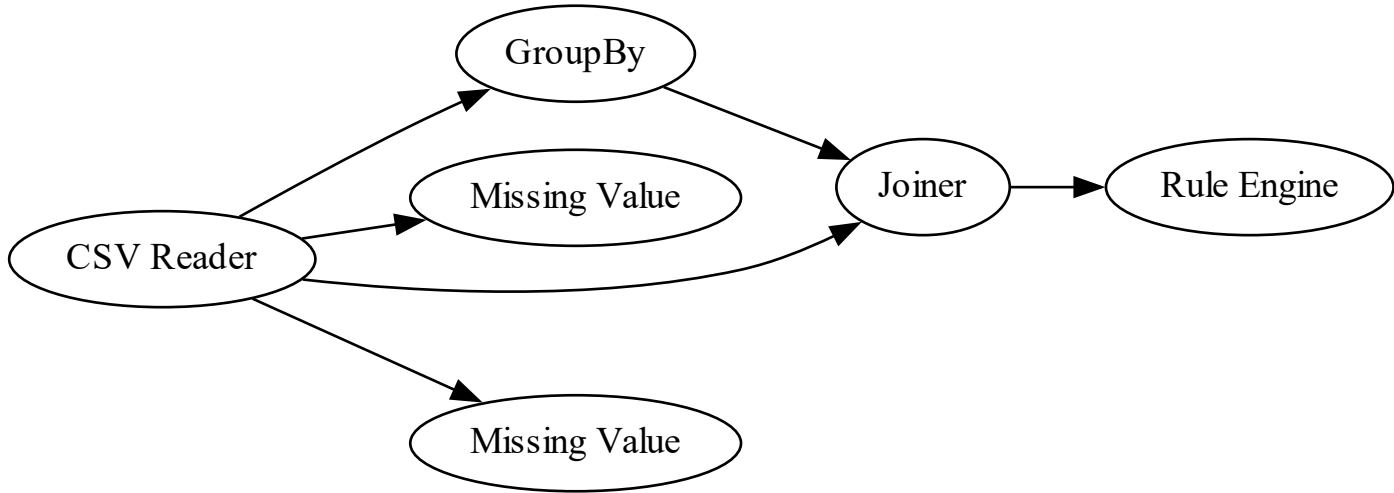 GroupBy
Missing Value
Joiner
Rule Engine
CSV Reader
Missing Value